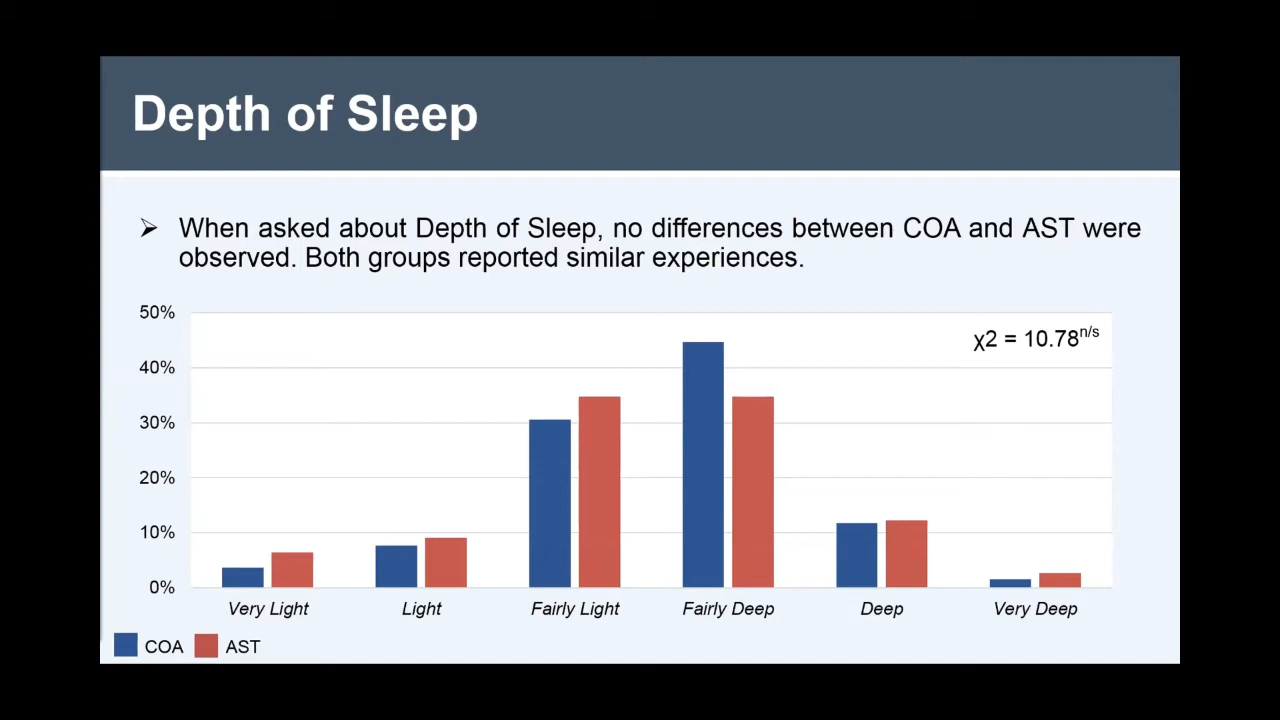 Depth of Sleep
➢ When asked about Depth of Sleep, no differences between COA and AST were
observed. Both groups reported similar experiences.
50%
χ2 = 10.78ⁿ/ˢ
40%
30%
20%
10%
0%
Very Light Light Fairly Light Fairly Deep Deep Very Deep
COA AST